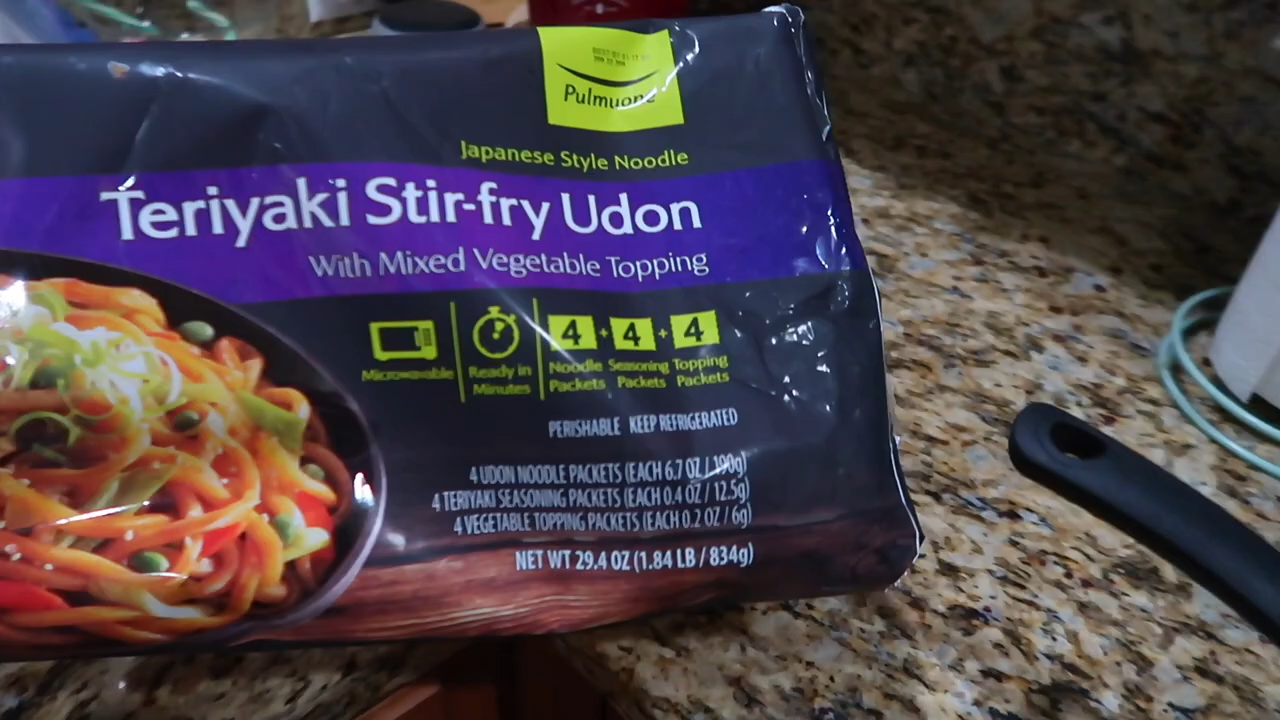 Pulmuone
Japanese Style Noodle
Teriyaki Stir-fry Udon
With Mixed Vegetable Topping
4 + 4 + 4
Microwavable
Ready in Minutes
Noodle Packets
Seasoning Packets
Topping Packets
PERISHABLE KEEP REFRIGERATED
4 UDON NOODLE PACKETS (EACH 6.7 OZ / 190g)
4 TERIYAKI SEASONING PACKETS (EACH 0.4 OZ / 12.5g)
4 VEGETABLE TOPPING PACKETS (EACH 0.2 OZ / 6g)
NET WT 29.4 OZ (1.84 LB / 834g)